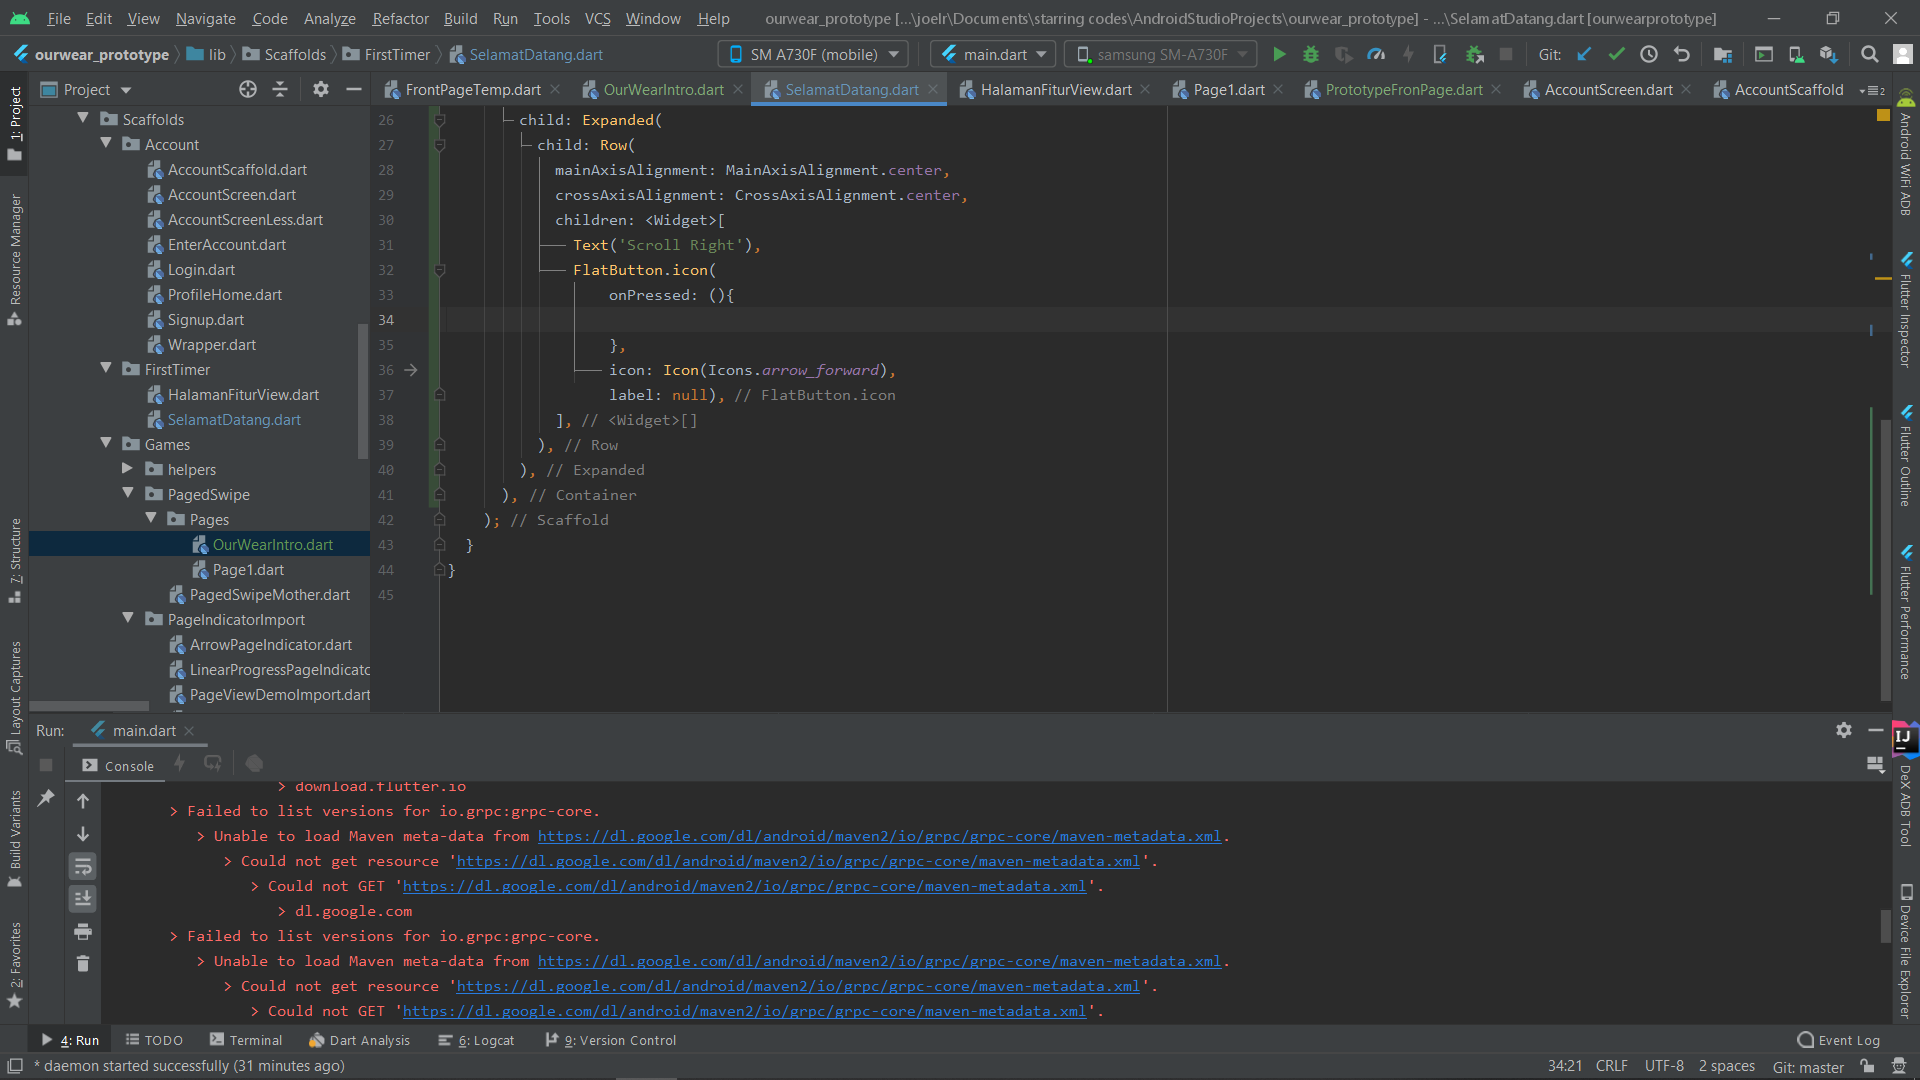 File Edit View Navigate Code Analyze Refactor Build Run Tools VCS Window Help ourwear_prototype [...\joelr\Documents\starring codes\AndroidStudioProjects\ourwear_prototype] - ...\SelamatDatang.dart [ourwearprototype]
ourwear_prototype lib Scaffolds FirstTimer SelamatDatang.dart SM A730F (mobile) main.dart samsung SM-A730F Git:
Project FrontPageTemp.dart OurWearIntro.dart SelamatDatang.dart HalamanFiturView.dart Page1.dart PrototypeFronPage.dart AccountScreen.dart AccountScaffold 2
1: Project
Resource Manager
7: Structure
Layout Captures
Build Variants
2: Favorites
Scaffolds
Account
AccountScaffold.dart
AccountScreen.dart
AccountScreenLess.dart
EnterAccount.dart
Login.dart
ProfileHome.dart
Signup.dart
Wrapper.dart
FirstTimer
HalamanFiturView.dart
SelamatDatang.dart
Games
helpers
PagedSwipe
Pages
OurWearIntro.dart
Page1.dart
PagedSwipeMother.dart
PageIndicatorImport
ArrowPageIndicator.dart
LinearProgressPageIndicato
PageViewDemoImport.dart
26 child: Expanded(
27 child: Row(
28 mainAxisAlignment: MainAxisAlignment.center,
29 crossAxisAlignment: CrossAxisAlignment.center,
30 children: <Widget>[
31 Text('Scroll Right'),
32 FlatButton.icon(
33 onPressed: (){
34
35 },
36 icon: Icon(Icons.arrow_forward),
37 label: null), // FlatButton.icon
38 ], // <Widget>[]
39 ), // Row
40 ), // Expanded
41 ), // Container
42 ); // Scaffold
43 }
44 }
45
Android WiFi ADB
Flutter Inspector
Flutter Outline
Flutter Performance
IJ
DeX ADB Tool
Device File Explorer
Run: main.dart
Console
> download.flutter.io
> Failed to list versions for io.grpc:grpc-core.
> Unable to load Maven meta-data from https://dl.google.com/dl/android/maven2/io/grpc/grpc-core/maven-metadata.xml.
> Could not get resource 'https://dl.google.com/dl/android/maven2/io/grpc/grpc-core/maven-metadata.xml'.
> Could not GET 'https://dl.google.com/dl/android/maven2/io/grpc/grpc-core/maven-metadata.xml'.
> dl.google.com
> Failed to list versions for io.grpc:grpc-core.
> Unable to load Maven meta-data from https://dl.google.com/dl/android/maven2/io/grpc/grpc-core/maven-metadata.xml.
> Could not get resource 'https://dl.google.com/dl/android/maven2/io/grpc/grpc-core/maven-metadata.xml'.
> Could not GET 'https://dl.google.com/dl/android/maven2/io/grpc/grpc-core/maven-metadata.xml'.
4: Run TODO Terminal Dart Analysis 6: Logcat 9: Version Control Event Log
* daemon started successfully (31 minutes ago) 34:21 CRLF UTF-8 2 spaces Git: master